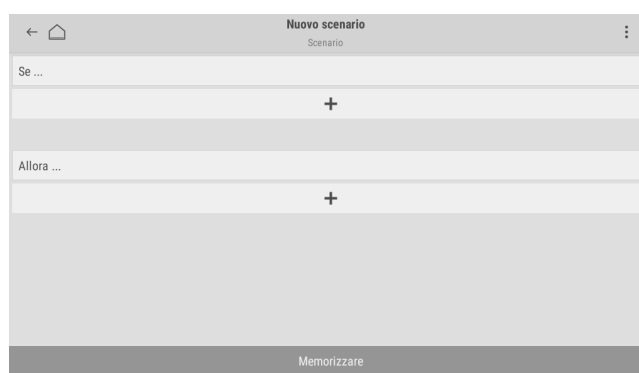 Nuovo scenario
Scenario
Se ...
+
Allora ...
+
Memorizzare